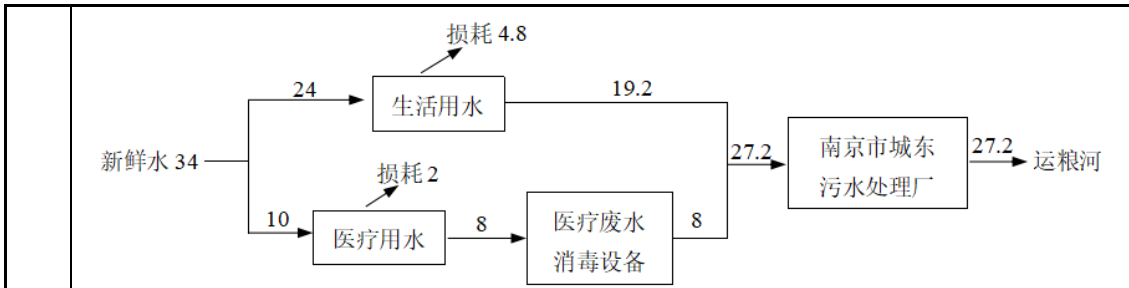 损耗 4.8
24
生活用水
19.2
新鲜水 34
损耗 2
10
医疗用水
8
医疗废水
消毒设备
8
27.2
南京市城东
污水处理厂
27.2
运粮河